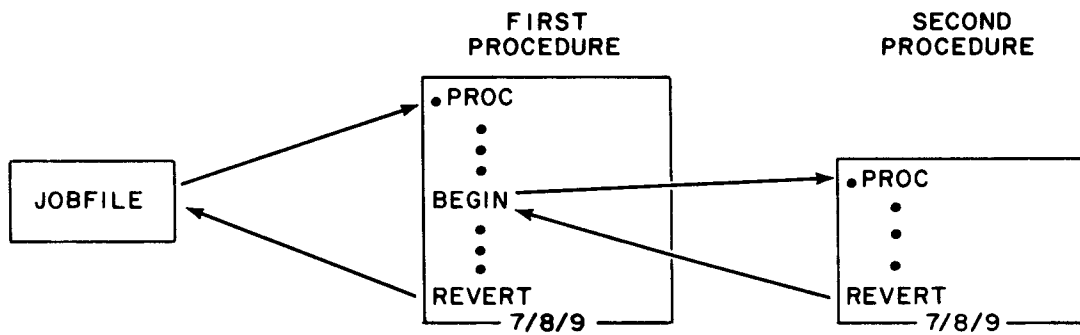 FIRST
PROCEDURE
SECOND
PROCEDURE
JOBFILE
•PROC
•
•
•
BEGIN
•
•
•
REVERT
7/8/9
•PROC
•
•
•
REVERT
7/8/9